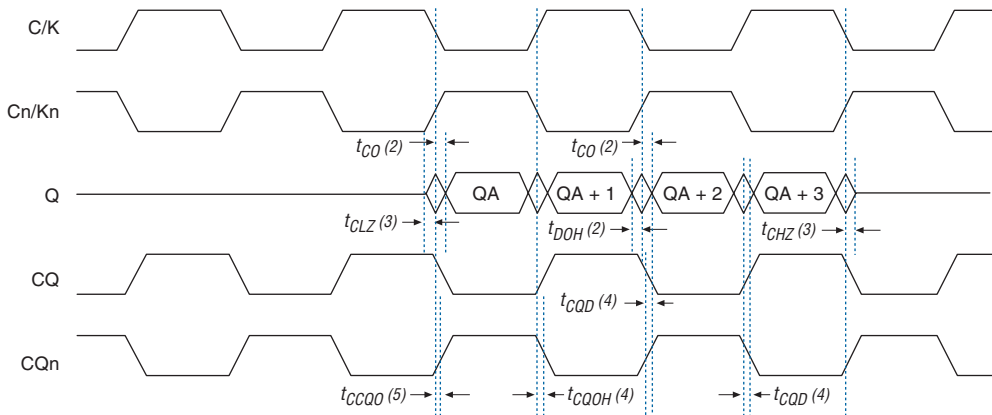 C/K
Cn/Kn
tCO (2) tCO (2)
Q QA QA + 1 QA + 2 QA + 3
tCLZ (3) tDOH (2) tCHZ (3)
CQ
tCQD (4)
CQn
tCCQO (5) tCQOH (4) tCQD (4)